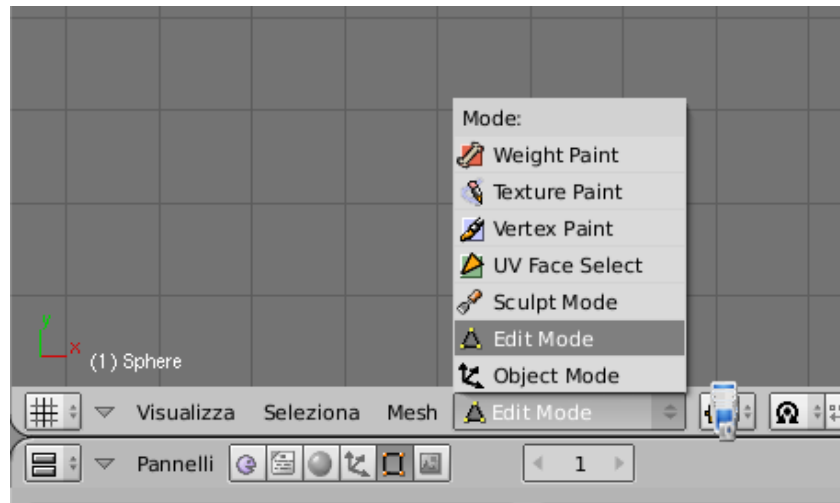 Mode:
Weight Paint
Texture Paint
Vertex Paint
UV Face Select
Sculpt Mode
Edit Mode
Object Mode
y
x
(1) Sphere
Visualizza Seleziona Mesh Edit Mode
Pannelli 1